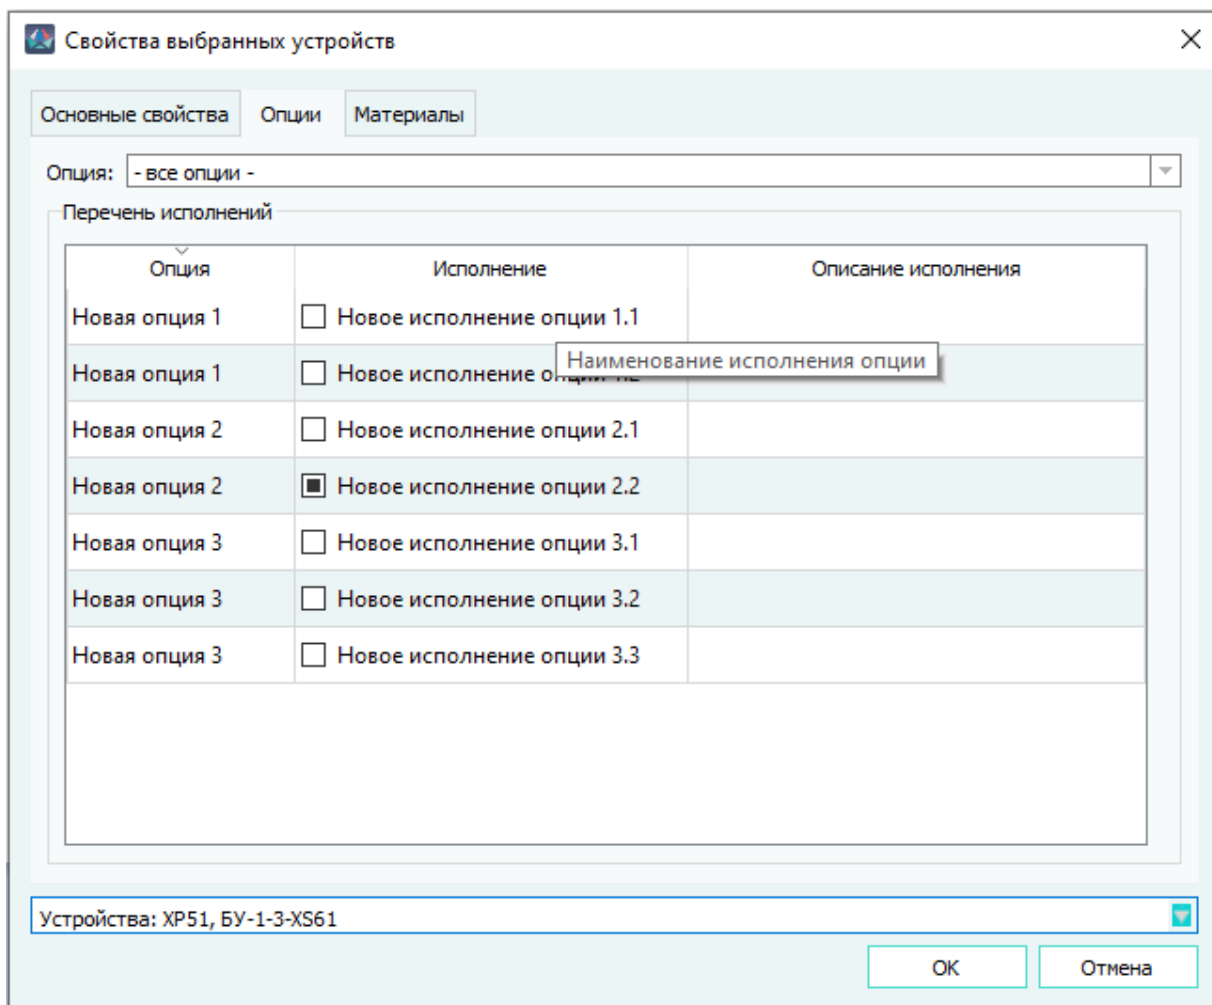 Свойства выбранных устройств
Основные свойства Опции Материалы
Опция: - все опции -
Перечень исполнений
Опция Исполнение Описание исполнения
Новая опция 1 Новое исполнение опции 1.1
Наименование исполнения опции
Новая опция 1 Новое исполнение
Новая опция 2 Новое исполнение опции 2.1
Новая опция 2 Новое исполнение опции 2.2
Новая опция 3 Новое исполнение опции 3.1
Новая опция 3 Новое исполнение опции 3.2
Новая опция 3 Новое исполнение опции 3.3
Устройства: XP51, БУ-1-3-XS61
OK Отмена